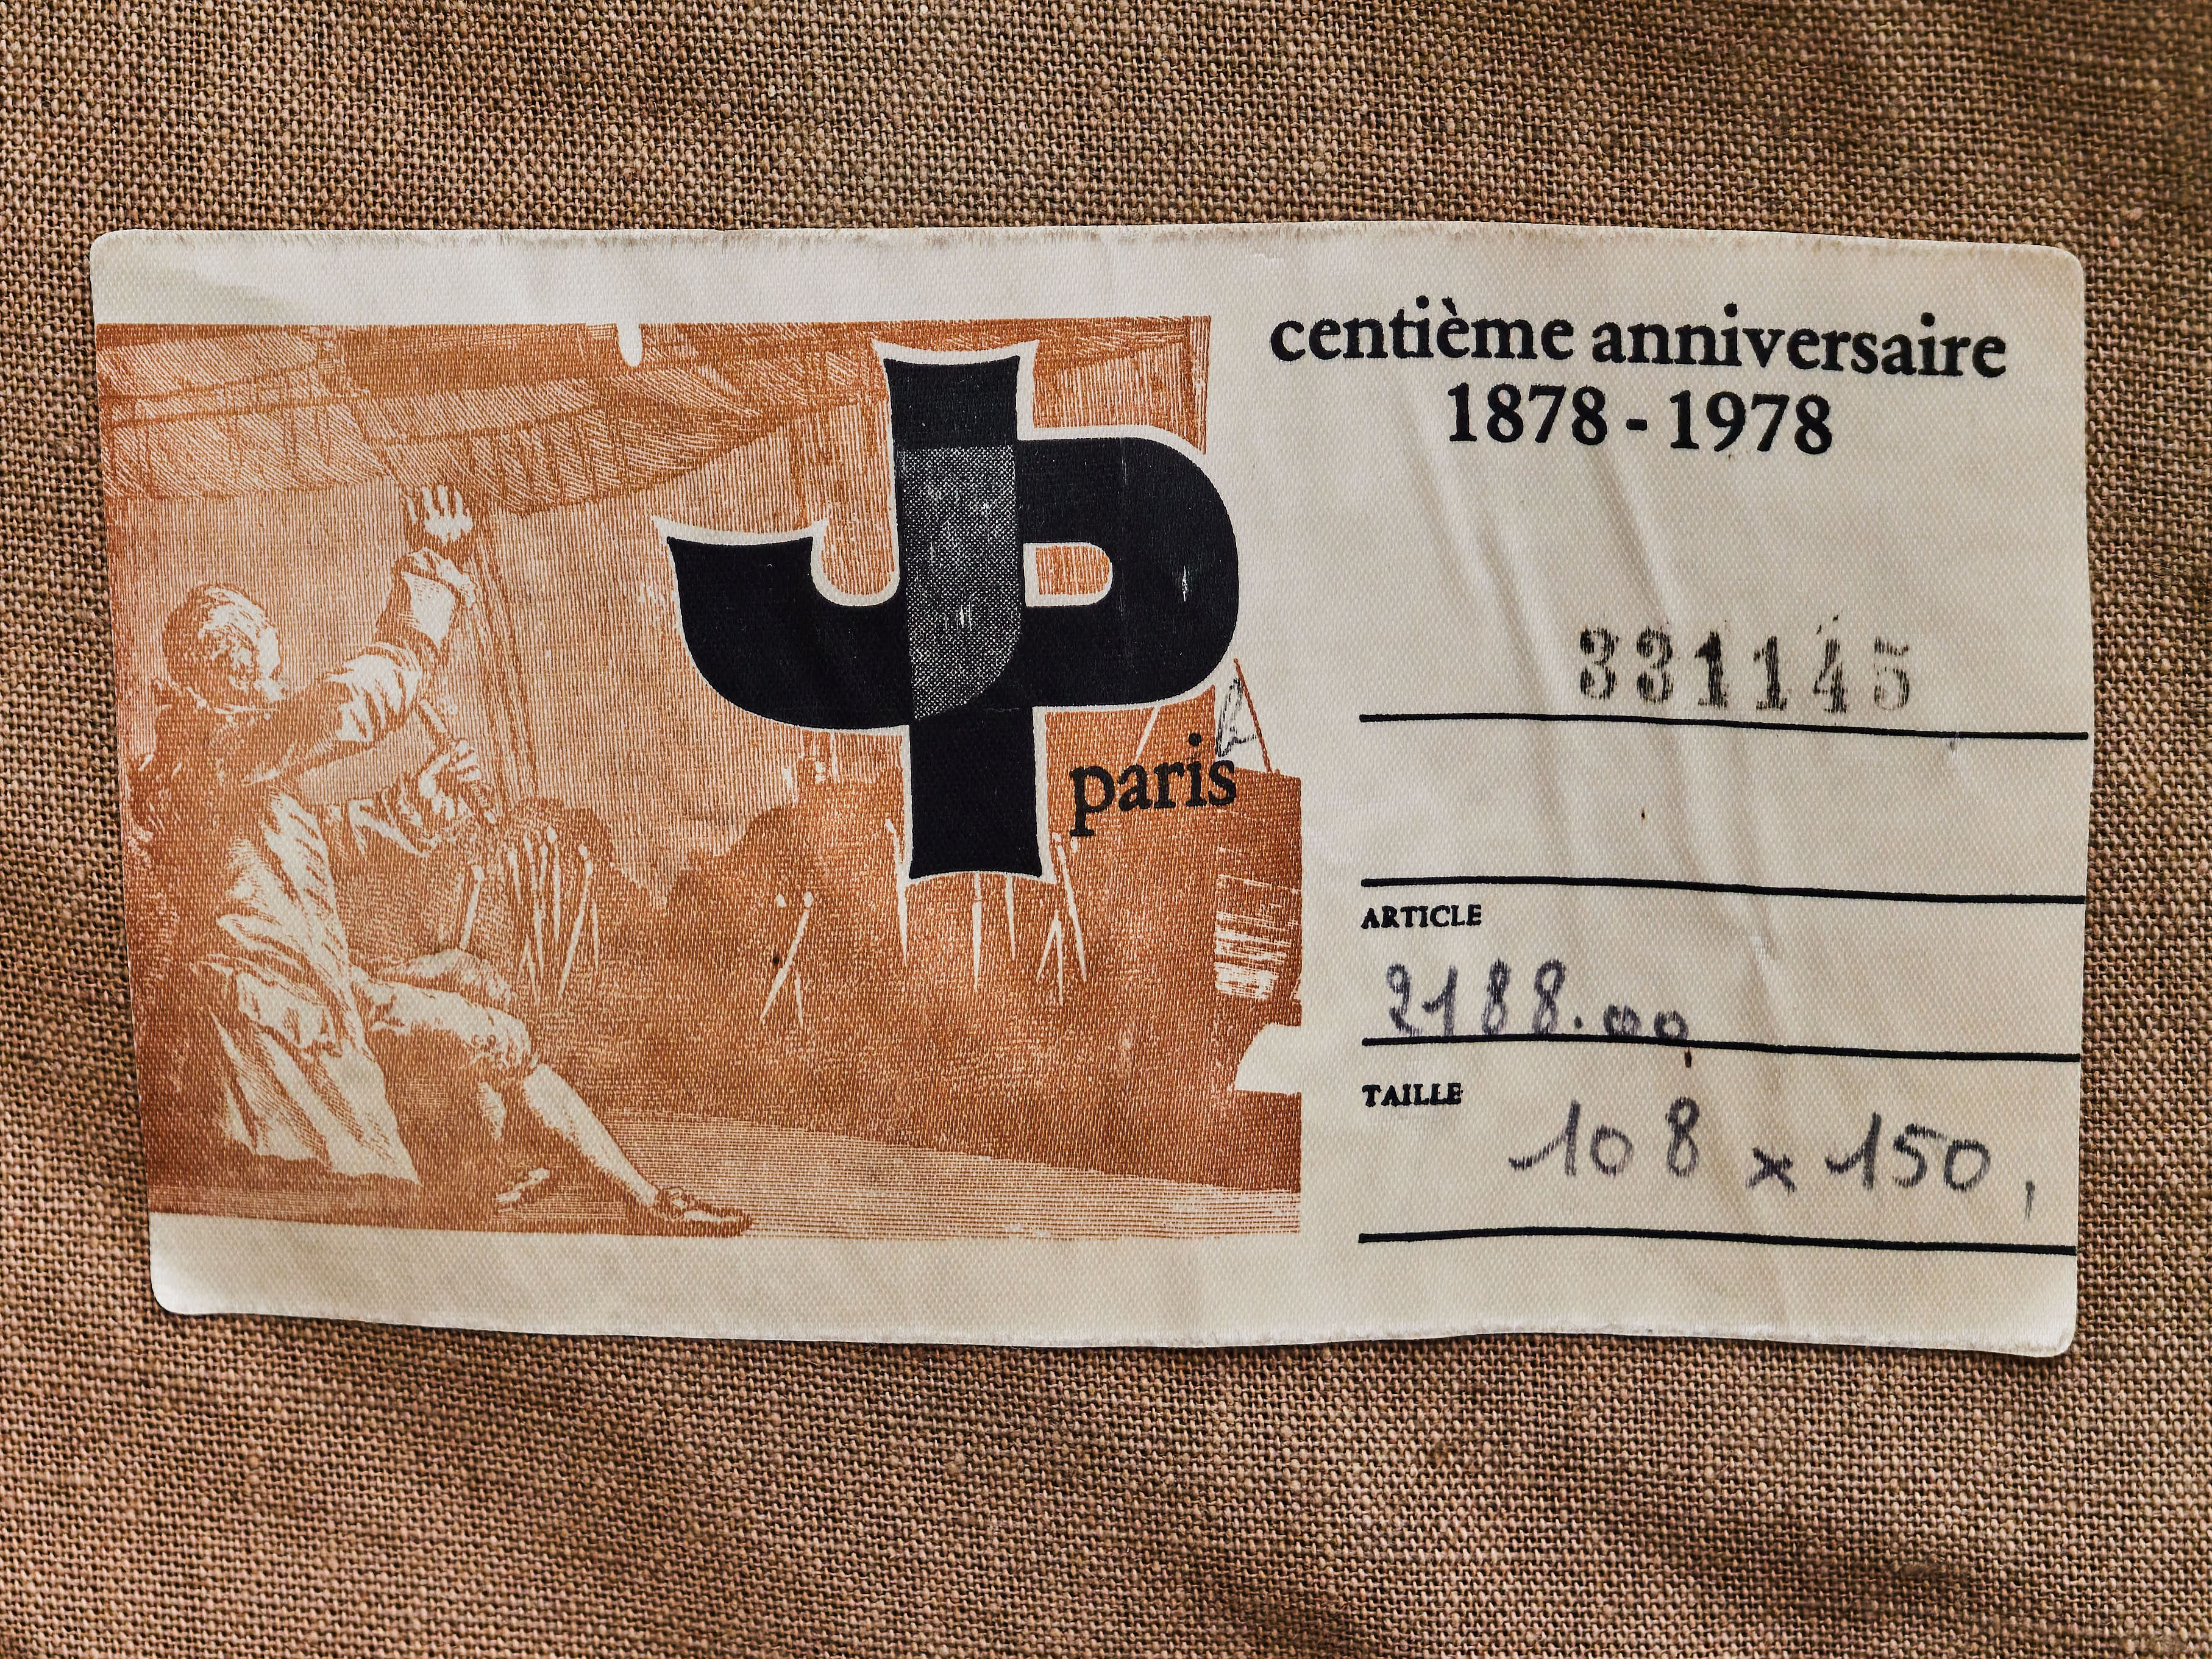 JP
paris
centième anniversaire
1878 - 1978
331145
ARTICLE
2188.00
TAILLE
108 x 150,